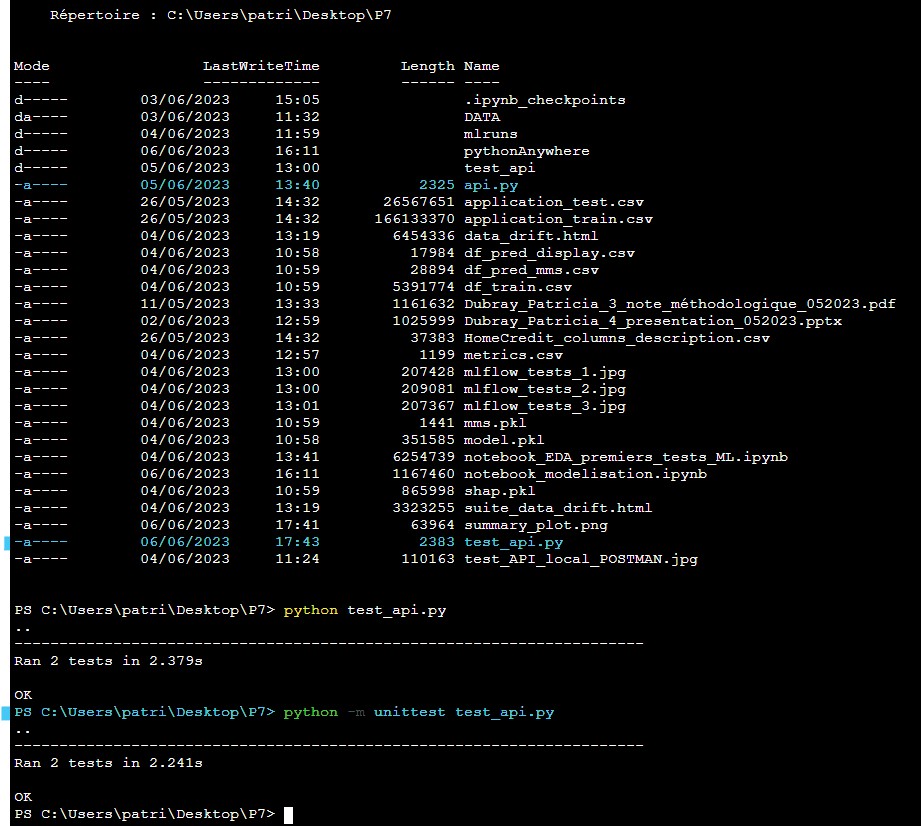 Répertoire : C:\Users\patri\Desktop\P7
Mode LastWriteTime Length Name
---- ------------- ------ ----
d----- 03/06/2023 15:05 .ipynb_checkpoints
da---- 03/06/2023 11:32 DATA
d----- 04/06/2023 11:59 mlruns
d----- 06/06/2023 16:11 pythonAnywhere
d----- 05/06/2023 13:00 test_api
-a---- 05/06/2023 13:40 2325 api.py
-a---- 26/05/2023 14:32 26567651 application_test.csv
-a---- 26/05/2023 14:32 166133370 application_train.csv
-a---- 04/06/2023 13:19 6454336 data_drift.html
-a---- 04/06/2023 10:58 17984 df_pred_display.csv
-a---- 04/06/2023 10:59 28894 df_pred_mms.csv
-a---- 04/06/2023 10:59 5391774 df_train.csv
-a---- 11/05/2023 13:33 1161632 Dubray_Patricia_3_note_méthodologique_052023.pdf
-a---- 02/06/2023 12:59 1025999 Dubray_Patricia_4_presentation_052023.pptx
-a---- 26/05/2023 14:32 37383 HomeCredit_columns_description.csv
-a---- 04/06/2023 12:57 1199 metrics.csv
-a---- 04/06/2023 13:00 207428 mlflow_tests_1.jpg
-a---- 04/06/2023 13:00 209081 mlflow_tests_2.jpg
-a---- 04/06/2023 13:01 207367 mlflow_tests_3.jpg
-a---- 04/06/2023 10:59 1441 mms.pkl
-a---- 04/06/2023 10:58 351585 model.pkl
-a---- 04/06/2023 13:41 6254739 notebook_EDA_premiers_tests_ML.ipynb
-a---- 06/06/2023 16:11 1167460 notebook_modelisation.ipynb
-a---- 04/06/2023 10:59 865998 shap.pkl
-a---- 04/06/2023 13:19 3323255 suite_data_drift.html
-a---- 06/06/2023 17:41 63964 summary_plot.png
-a---- 06/06/2023 17:43 2383 test_api.py
-a---- 04/06/2023 11:24 110163 test_API_local_POSTMAN.jpg
PS C:\Users\patri\Desktop\P7> python test_api.py
..
----------------------------------------------------------------------
Ran 2 tests in 2.379s
OK
PS C:\Users\patri\Desktop\P7> python -m unittest test_api.py
..
----------------------------------------------------------------------
Ran 2 tests in 2.241s
OK
PS C:\Users\patri\Desktop\P7>